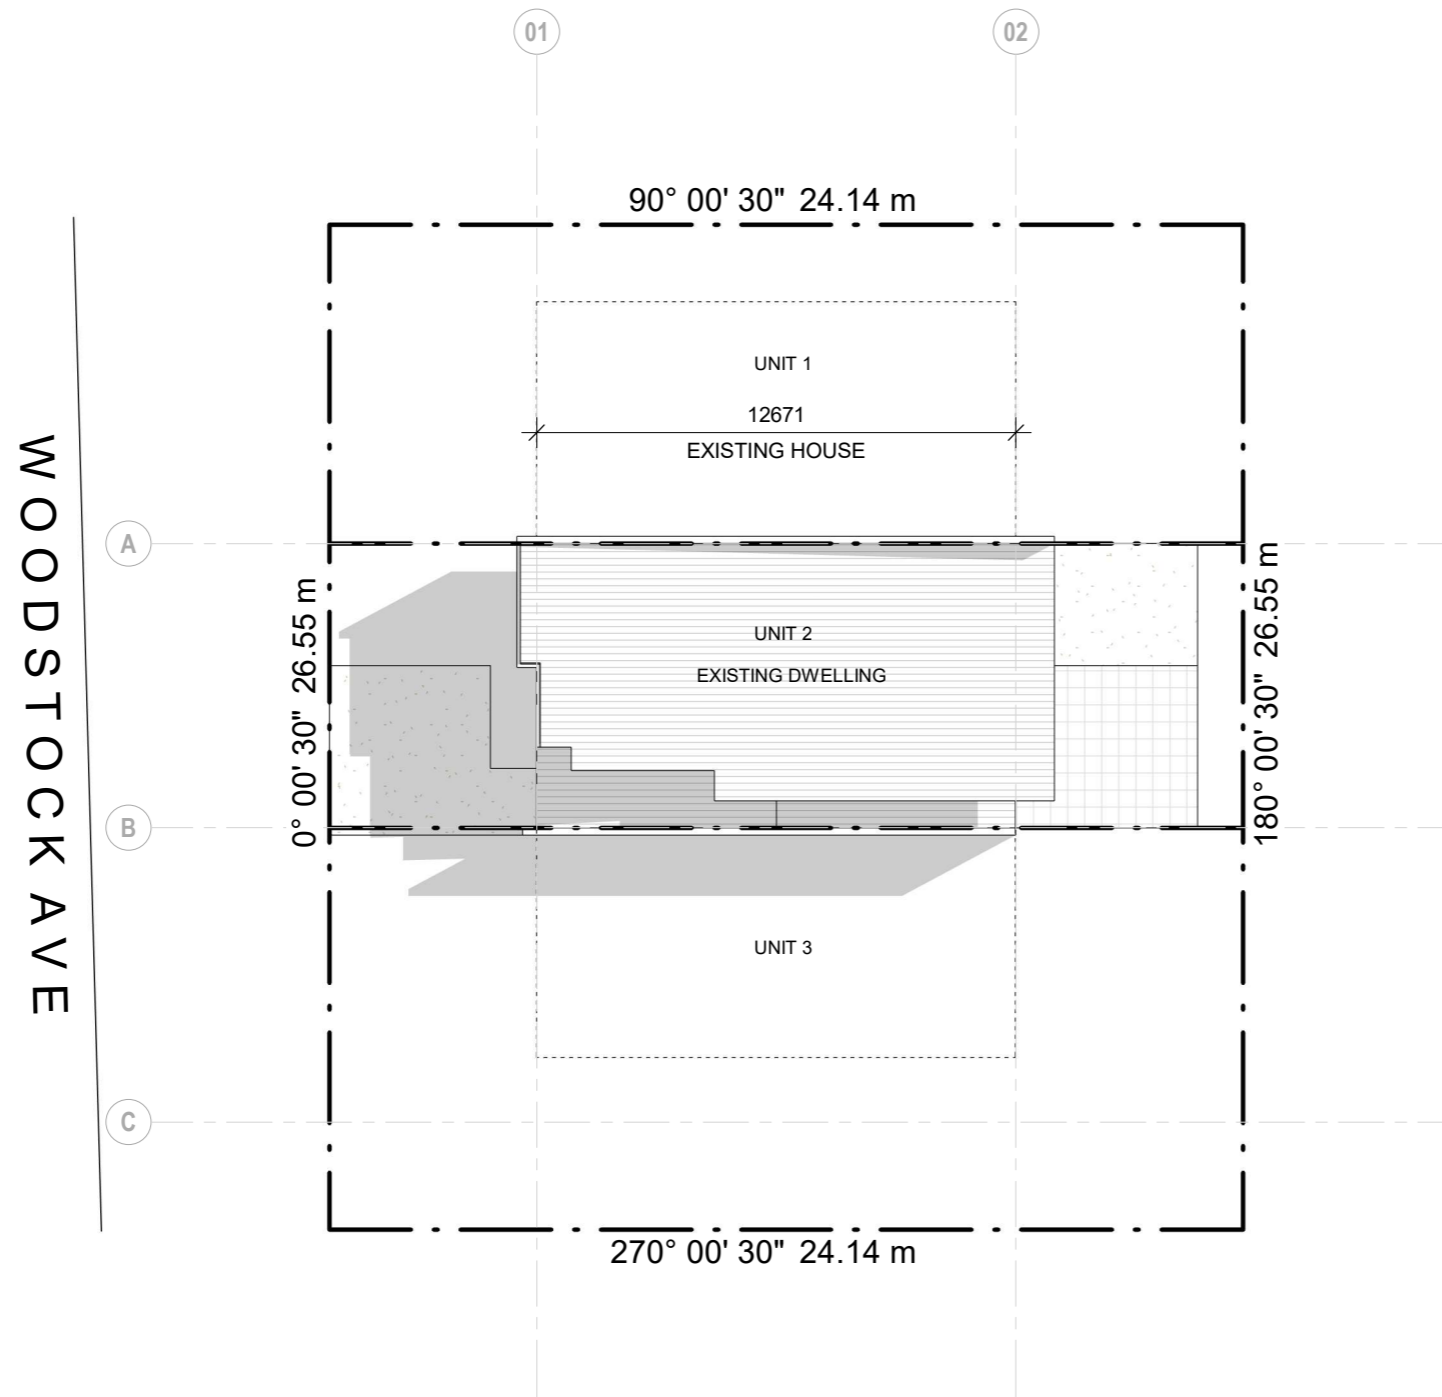 01
02
90° 00' 30" 24.14 m
UNIT 1
12671
EXISTING HOUSE
WOODSTOCK AVE
A
0° 00' 30" 26.55 m
UNIT 2
EXISTING DWELLING
180° 00' 30" 26.55 m
B
UNIT 3
C
270° 00' 30" 24.14 m